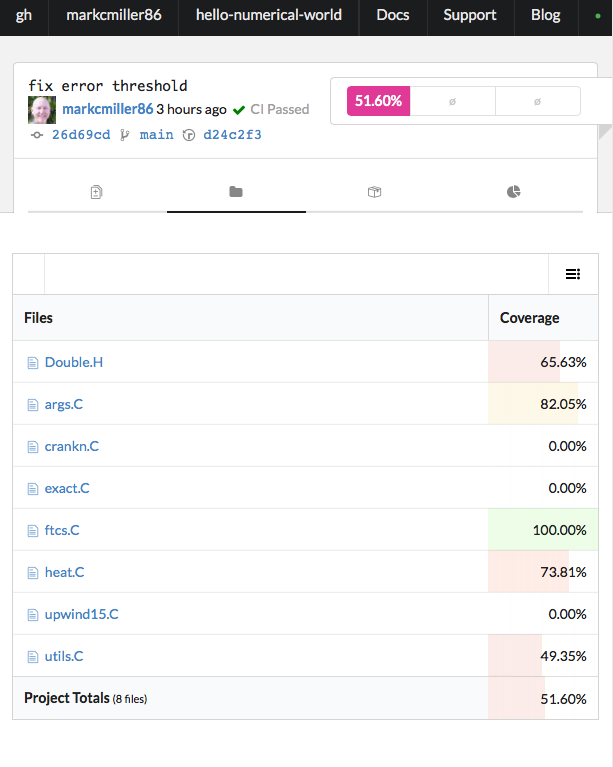 gh markcmiller86 hello-numerical-world Docs Support Blog
fix error threshold
markcmiller86 3 hours ago CI Passed
26d69cd main d24c2f3
51.60% ø ø
Files Coverage
Double.H 65.63%
args.C 82.05%
crankn.C 0.00%
exact.C 0.00%
ftcs.C 100.00%
heat.C 73.81%
upwind15.C 0.00%
utils.C 49.35%
Project Totals (8 files) 51.60%